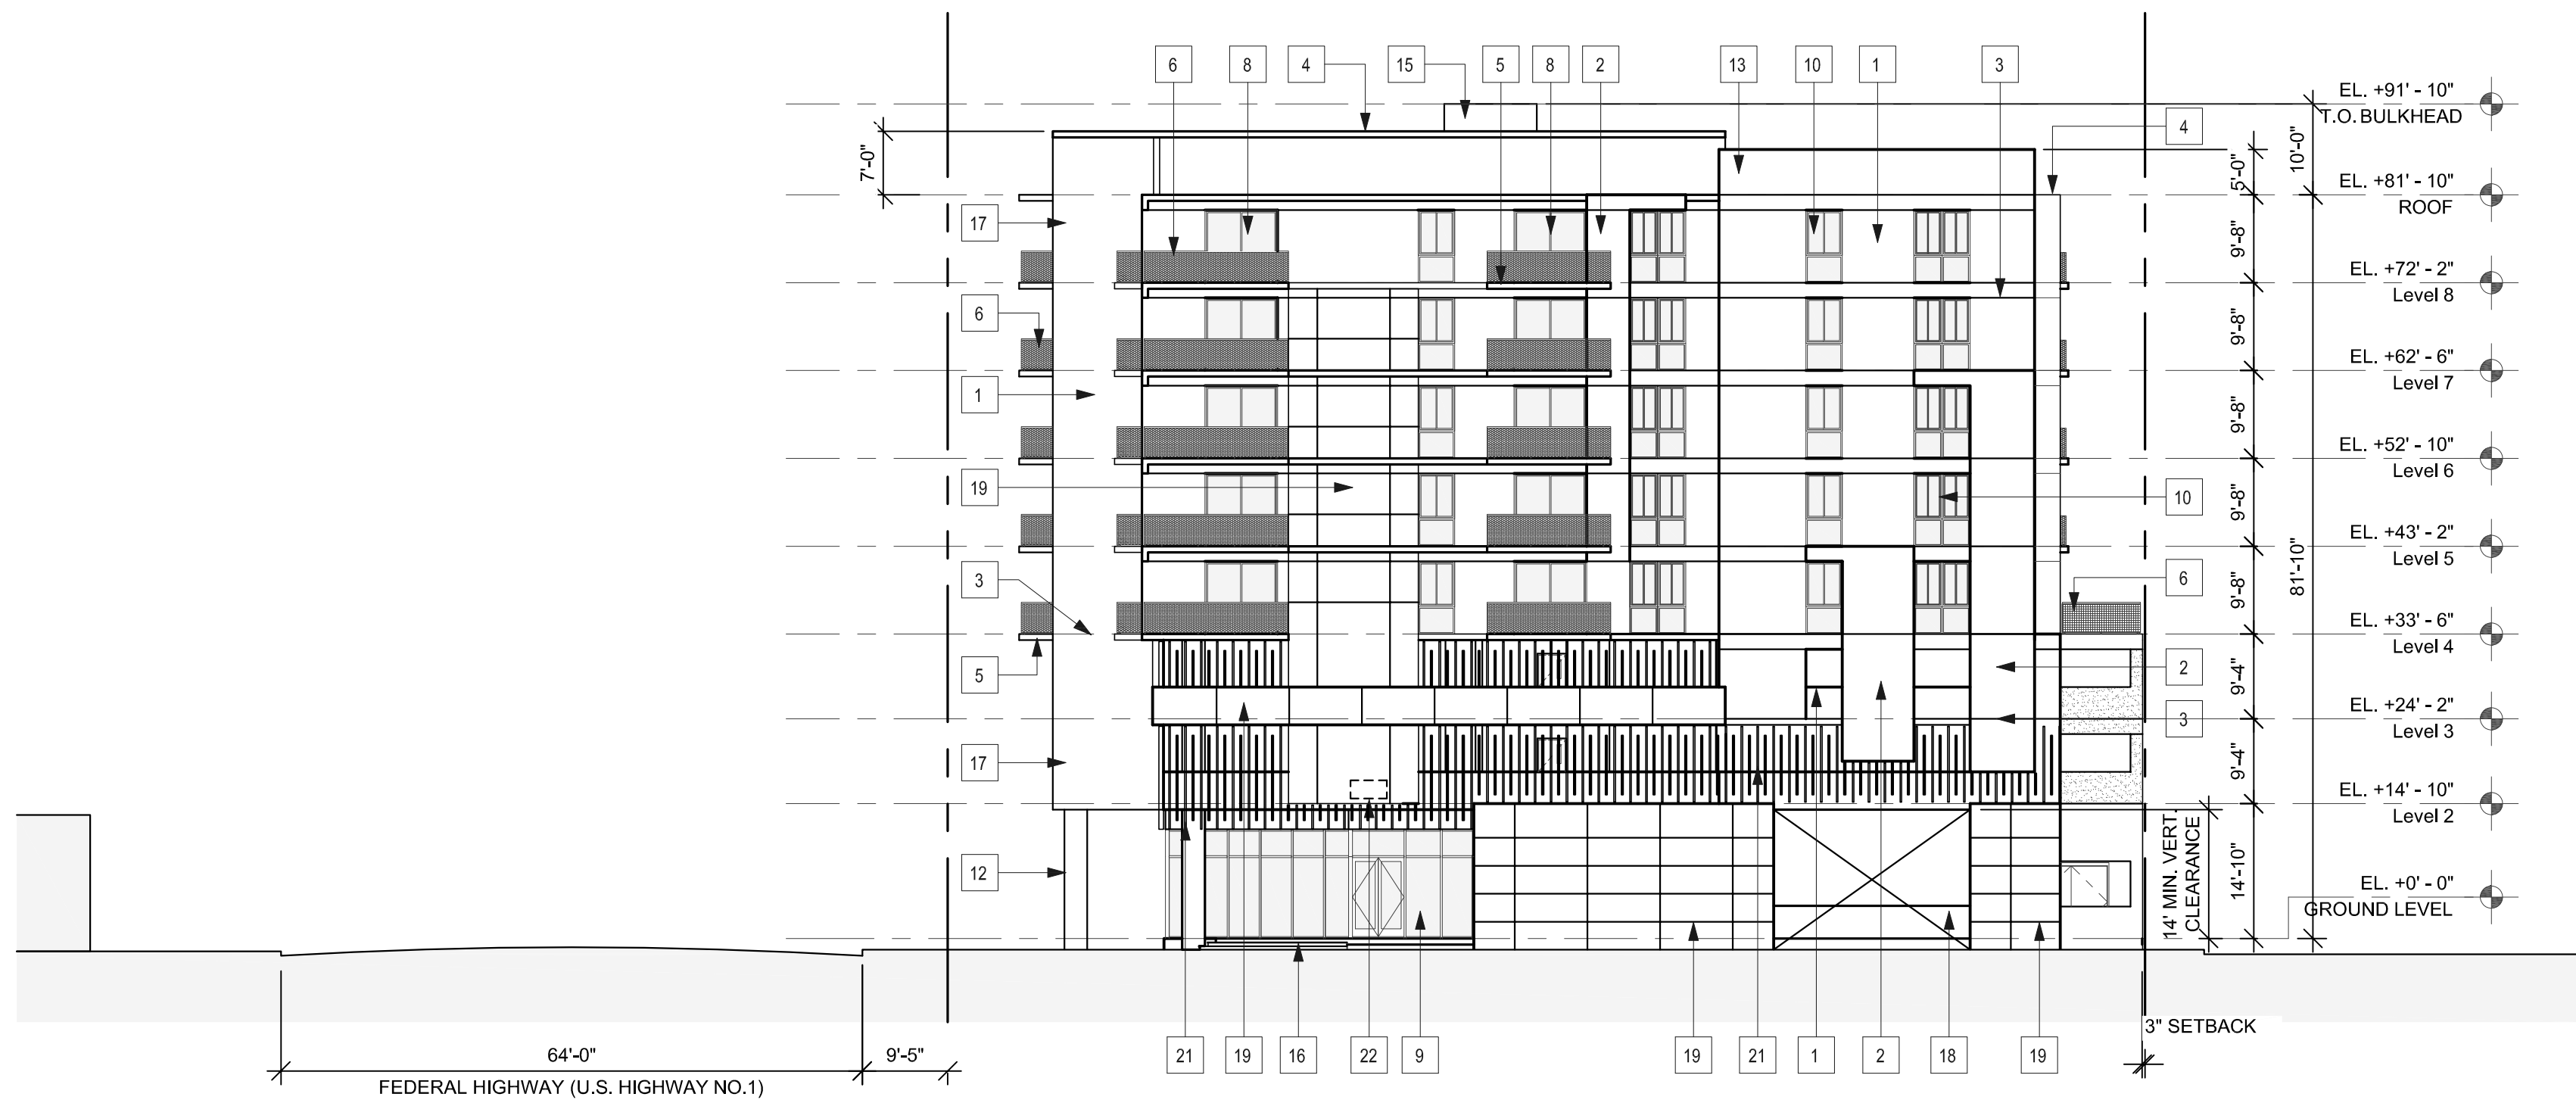 6 8 4 15 5 8 2 13 10 1 3
EL. +91' - 10"
T.O. BULKHEAD
4
7'-0"
5'-0"
10'-0"
EL. +81' - 10"
ROOF
17
9'-8"
EL. +72' - 2"
Level 8
6
9'-8"
EL. +62' - 6"
Level 7
1
9'-8"
EL. +52' - 10"
Level 6
19
10
9'-8"
EL. +43' - 2"
Level 5
81'-10"
3
6
9'-8"
EL. +33' - 6"
Level 4
5
2
9'-4"
EL. +24' - 2"
Level 3
3
17
9'-4"
EL. +14' - 10"
Level 2
12
14' MIN. VERT.
CLEARANCE
14'-10"
EL. +0' - 0"
GROUND LEVEL
3" SETBACK
21 19 16 22 9 19 21 1 2 18 19
64'-0"
9'-5"
FEDERAL HIGHWAY (U.S. HIGHWAY NO.1)